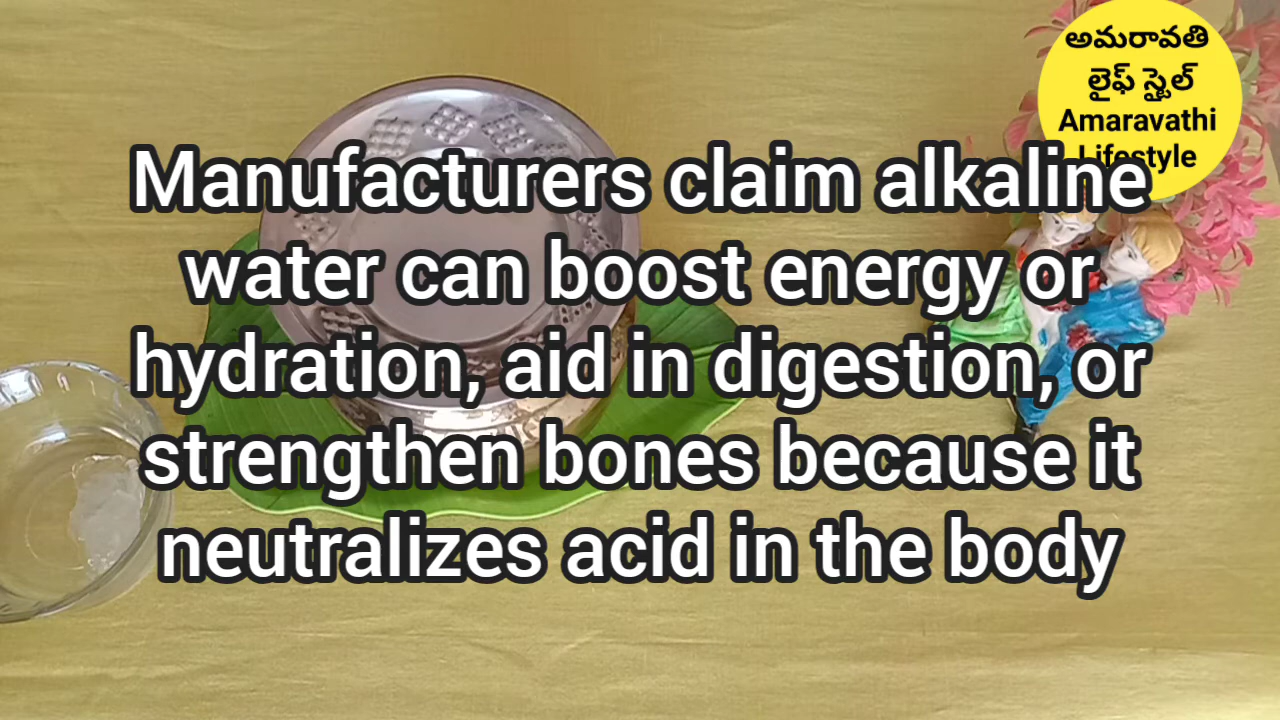 అమరావతి
లైఫ్ స్టైల్
Amaravathi
Lifestyle
Manufacturers claim alkaline
water can boost energy or
hydration, aid in digestion, or
strengthen bones because it
neutralizes acid in the body